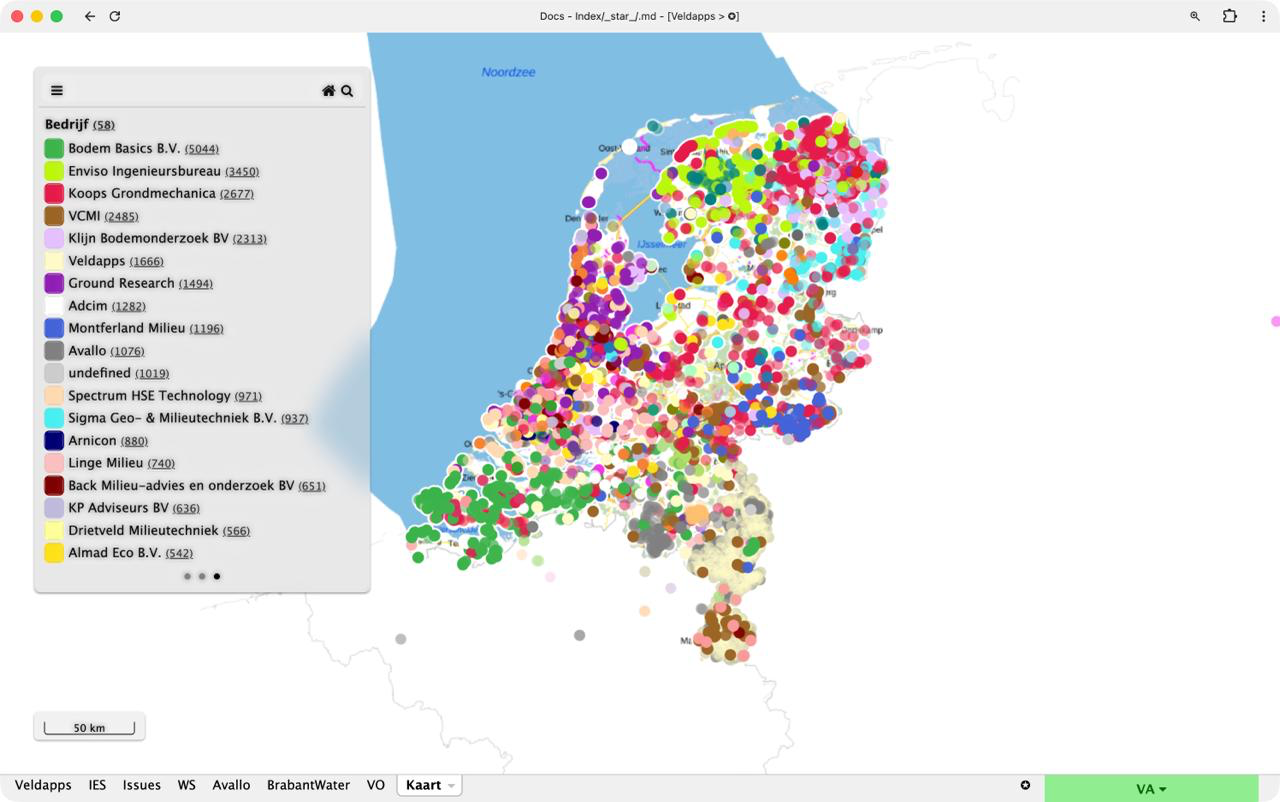 Docs - Index/_star_/.md - [Veldapps > ✪]
Noordzee
Bedrijf (58)
Bodem Basics B.V. (5044)
Enviso Ingenieursbureau (3450)
Koops Grondmechanica (2677)
VCMI (2485)
Klijn Bodemonderzoek BV (2313)
Veldapps (1666)
Ground Research (1494)
Adcim (1282)
Montferland Milieu (1196)
Avallo (1076)
undefined (1019)
Spectrum HSE Technology (971)
Sigma Geo- & Milieutechniek B.V. (937)
Arnicon (880)
Linge Milieu (740)
Back Milieu-advies en onderzoek BV (651)
KP Adviseurs BV (636)
Drietveld Milieutechniek (566)
Almad Eco B.V. (542)
IJsselmeer
50 km
Veldapps IES Issues WS Avallo BrabantWater VO Kaart
VA